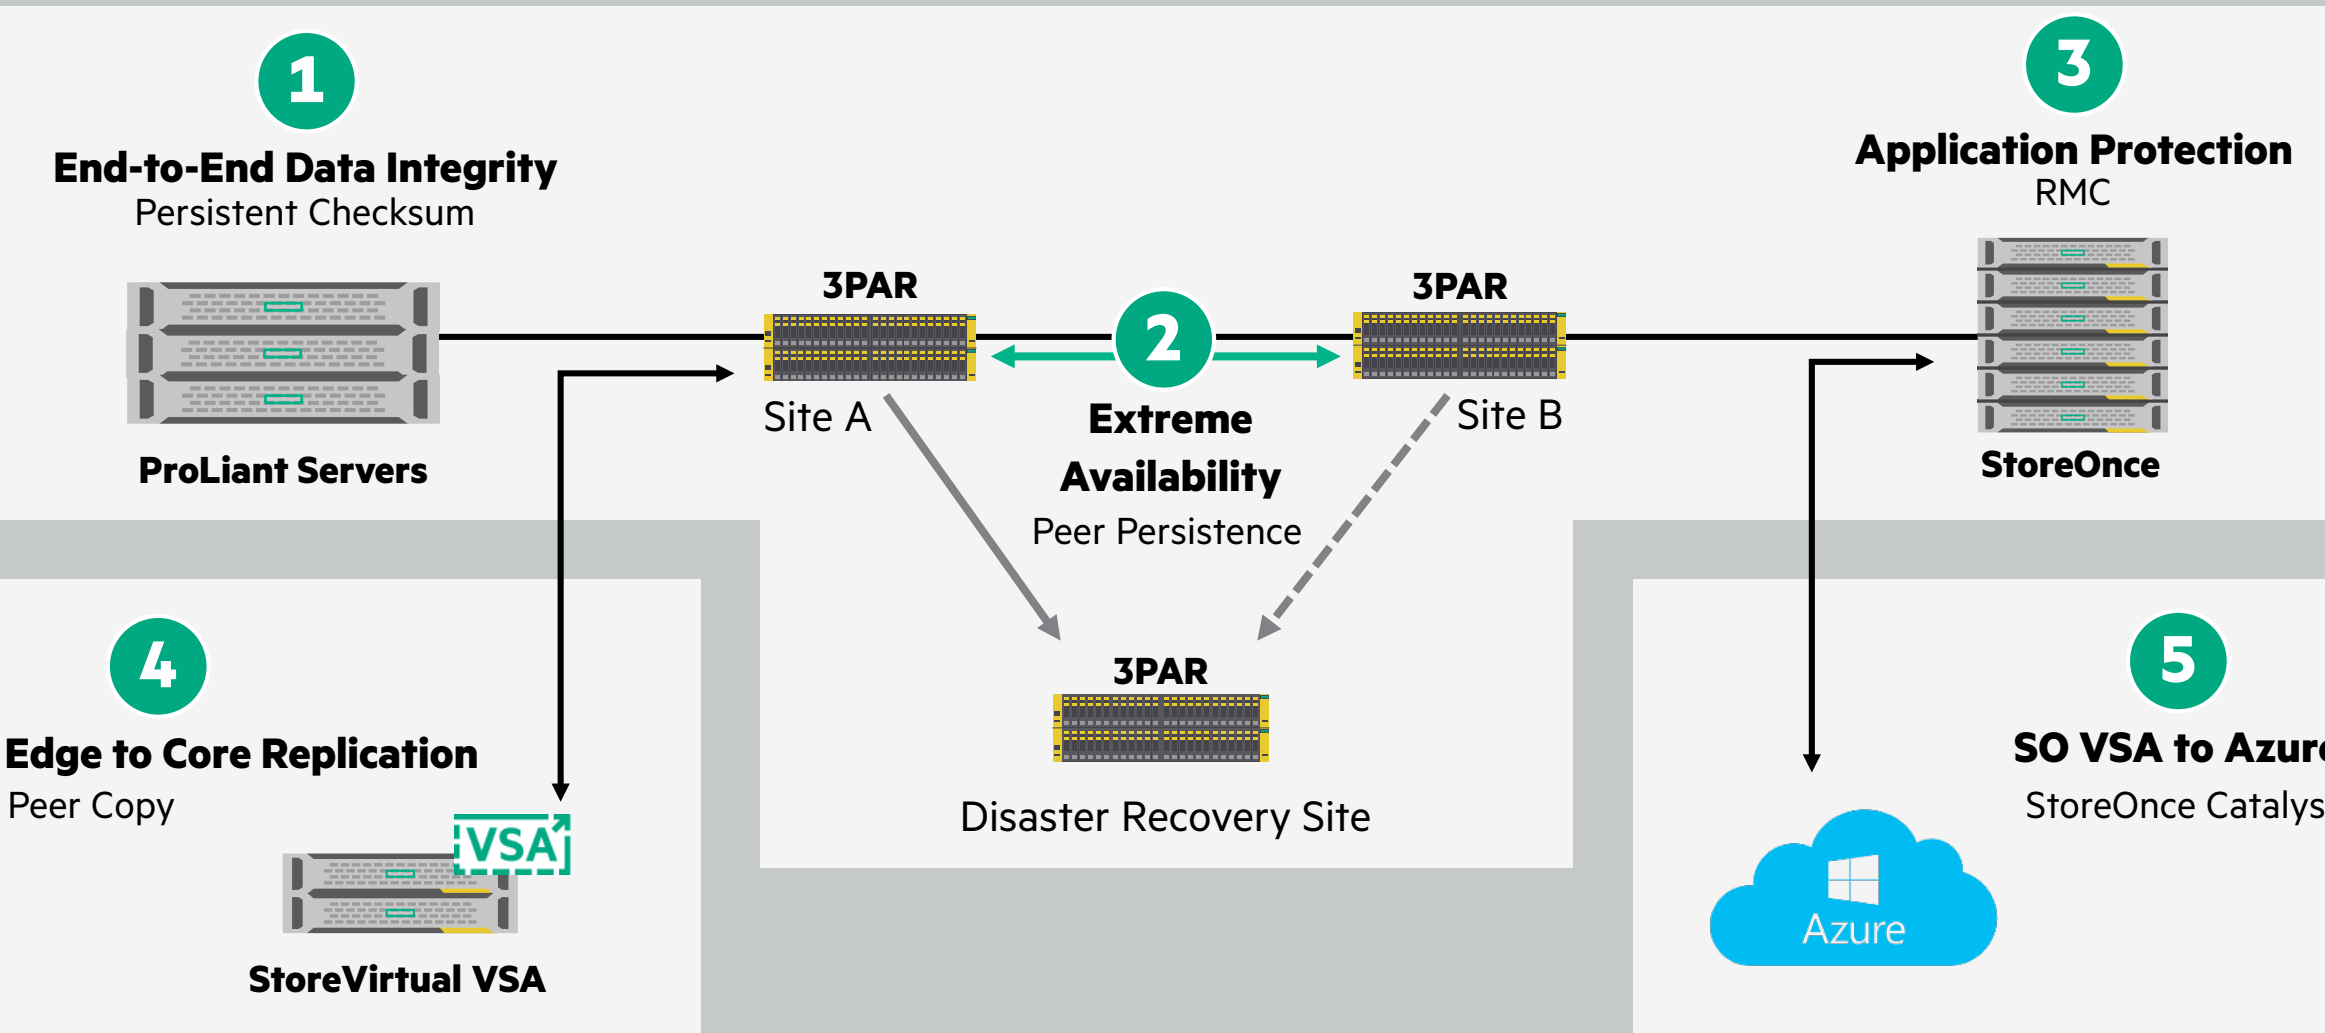 1
End-to-End Data Integrity
Persistent Checksum
ProLiant Servers
3PAR
Site A
2
Extreme
Availability
Peer Persistence
3PAR
Site B
3
Application Protection
RMC
StoreOnce
4
Edge to Core Replication
Peer Copy
VSA
StoreVirtual VSA
3PAR
Disaster Recovery Site
5
SO VSA to Azure
StoreOnce Catalys
Azure